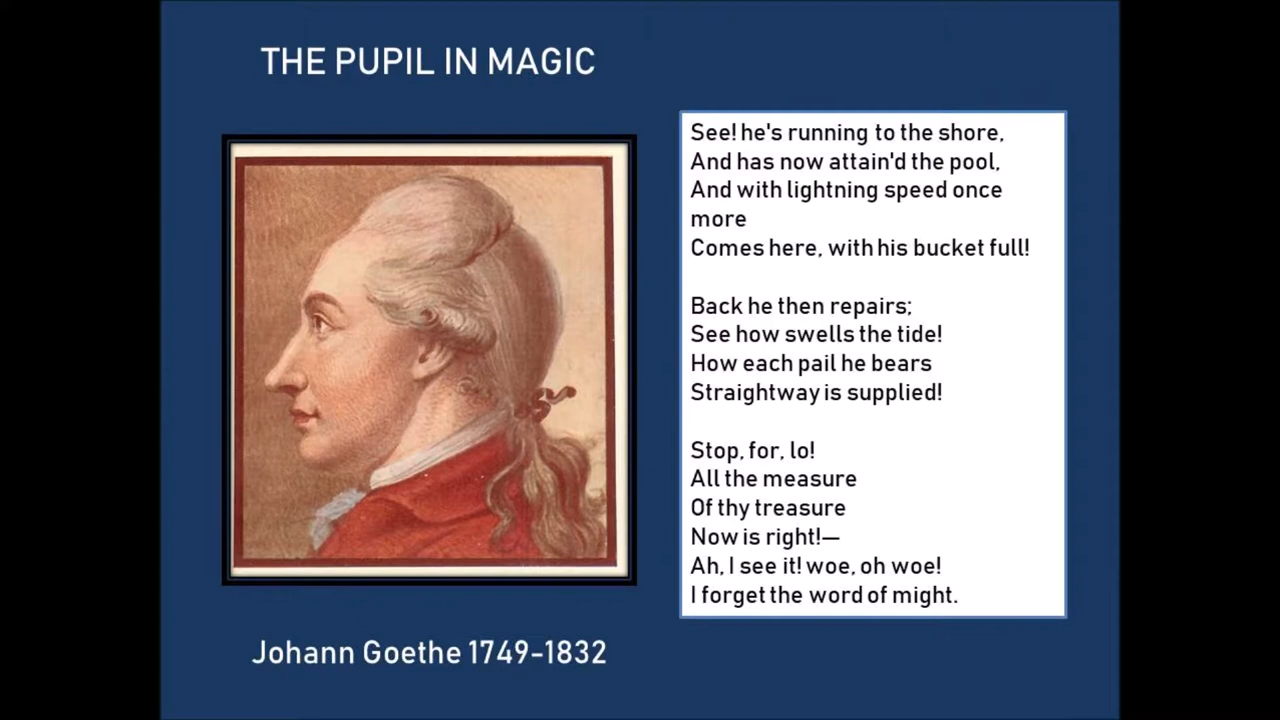 THE PUPIL IN MAGIC
See! he's running to the shore,
And has now attain'd the pool,
And with lightning speed once
more
Comes here, with his bucket full!
Back he then repairs;
See how swells the tide!
How each pail he bears
Straightway is supplied!
Stop, for, lo!
All the measure
Of thy treasure
Now is right!—
Ah, I see it! woe, oh woe!
I forget the word of might.
Johann Goethe 1749-1832